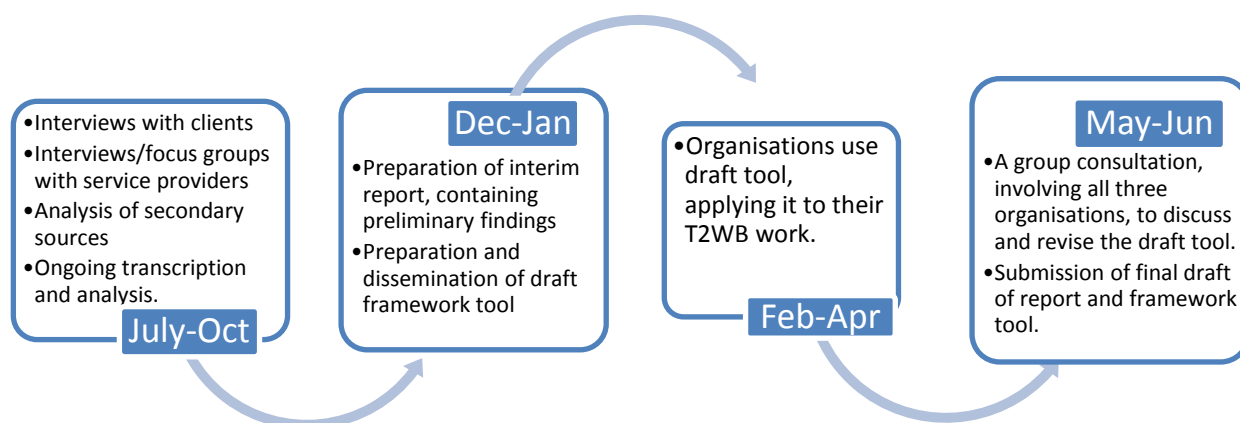 •Interviews with clients
•Interviews/focus groups
with service providers
•Analysis of secondary
sources
•Ongoing transcription
and analysis.
July-Oct
Dec-Jan
•Preparation of interim
report, containing
preliminary findings
•Preparation and
dissemination of draft
framework tool
•Organisations use
draft tool,
applying it to their
T2WB work.
Feb-Apr
May-Jun
•A group consultation,
involving all three
organisations, to discuss
and revise the draft tool.
•Submission of final draft
of report and framework
tool.